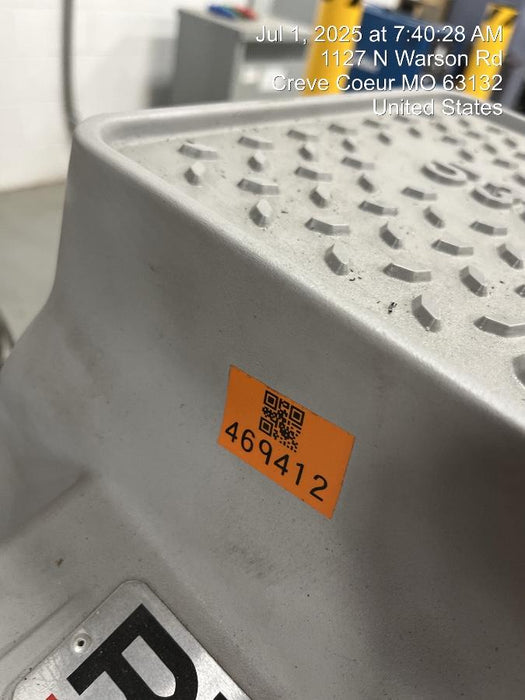 Jul 1, 2025 at 7:40:28 AM
1127 N Warson Rd
Creve Coeur MO 63132
United States
469412